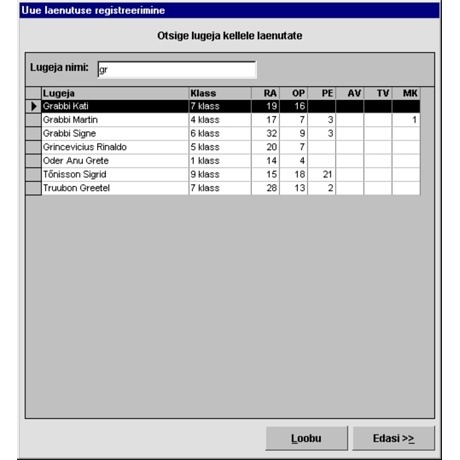 Uue laenutuse registreerimine
Otsige lugeja kellele laenutate
Lugeja nimi: gr
Lugeja Klass RA OP PE AV TV MK
Grabbi Kati 7 klass 19 16
Grabbi Martin 4 klass 17 7 3 1
Grabbi Signe 6 klass 32 9 3
Grincevicius Rinaldo 5 klass 20 7
Oder Anu Grete 1 klass 14 4
Tõnisson Sigrid 9 klass 15 18 21
Truubon Greetel 7 klass 28 13 2
Loobu Edasi >>